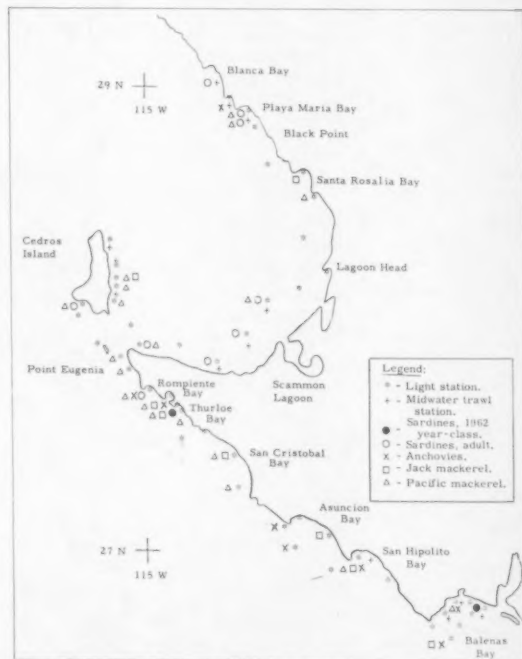 Blanca Bay
29 N
115 W
Playa Maria Bay
Black Point
Santa Rosalia Bay
Cedros
Island
Lagoon Head
Point Eugenia
Rompiente
Bay
Thurloe
Bay
Scammon
Lagoon
Legend:
- Light station.
+ - Midwater trawl
station.
● - Sardines, 1962
year-class.
○ - Sardines, adult.
x - Anchovies.
□ - Jack mackerel.
△ - Pacific mackerel.
San Cristobal
Bay
Asuncion
Bay
27 N
115 W
San Hipolito
Bay
Balenas
Bay